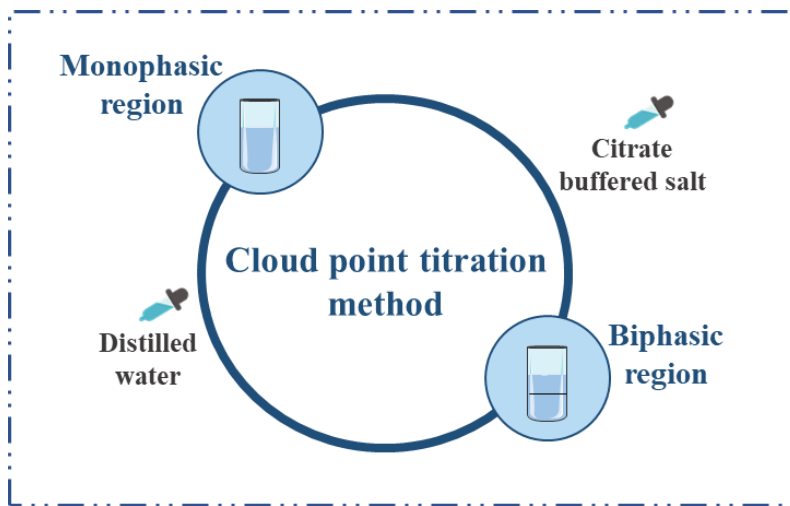 Monophasic
region
Citrate
buffered salt
Cloud point titration
method
Distilled
water
Biphasic
region